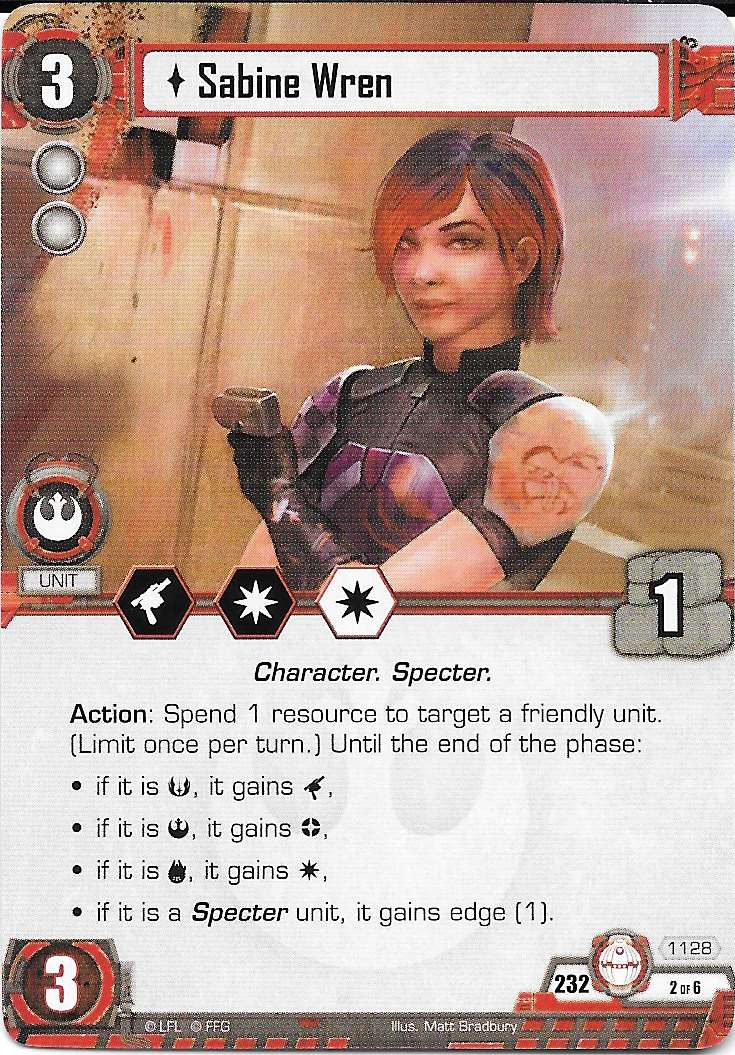 3
Sabine Wren
UNIT
1
Character. Specter.
Action: Spend 1 resource to target a friendly unit.
(Limit once per turn.) Until the end of the phase:
• if it is , it gains ,
• if it is , it gains ,
• if it is , it gains ,
• if it is a Specter unit, it gains edge (1).
3
1128
232
2 OF 6
© LFL © FFG
Illus. Matt Bradbury